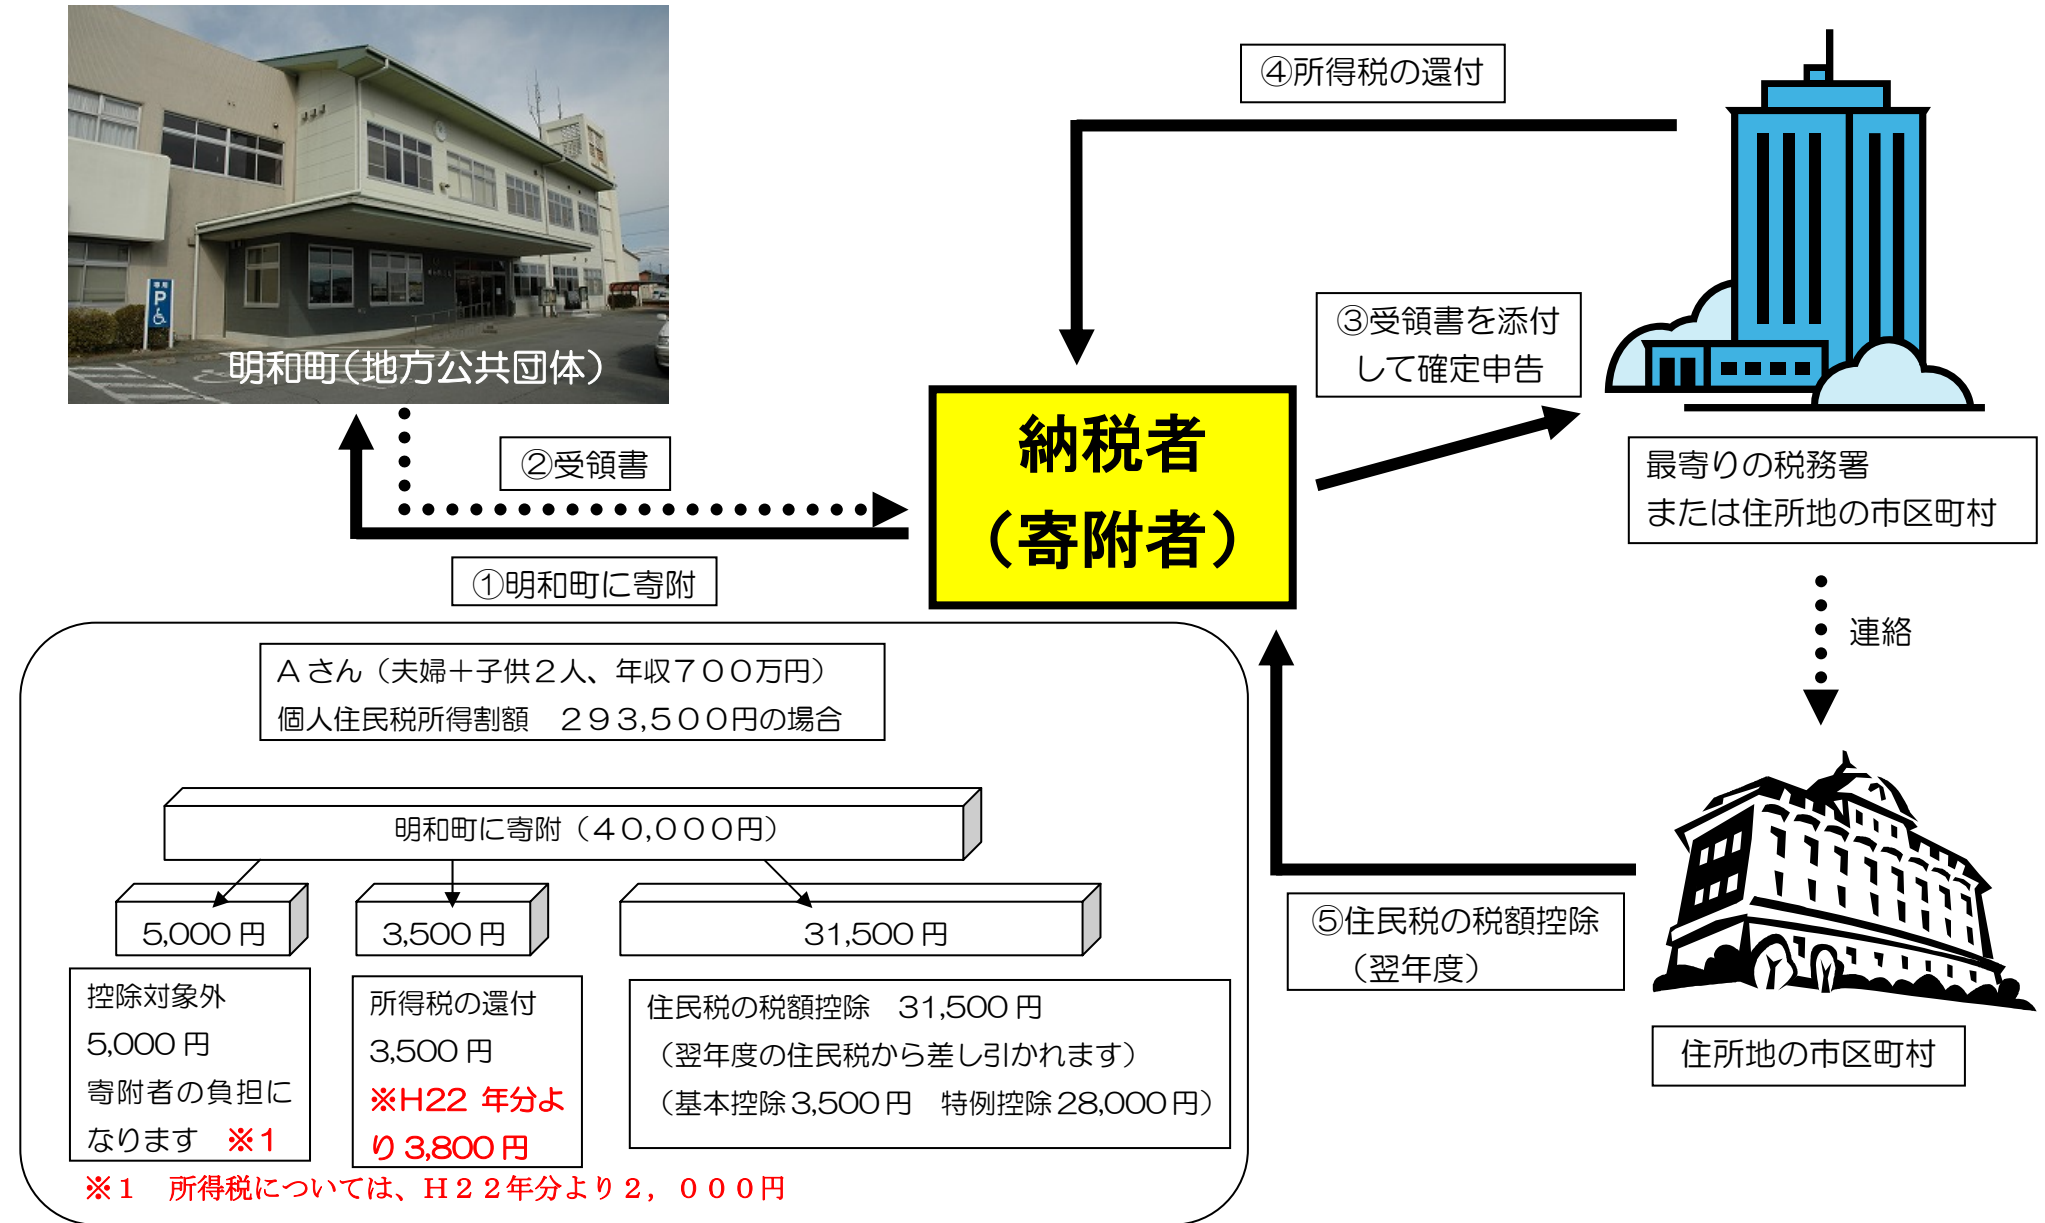 ④所得税の還付
専用
P
明和町(地方公共団体)
③受領書を添付
して確定申告
②受領書
納税者
(寄附者)
最寄りの税務署
または住所地の市区町村
①明和町に寄附
連絡
Aさん(夫婦+子供2人、年収700万円)
個人住民税所得割額 293,500円の場合
明和町に寄附(40,000円)
5,000円
3,500円
31,500円
⑤住民税の税額控除
(翌年度)
控除対象外
5,000円
寄附者の負担に
なります ※1
所得税の還付
3,500円
※H22 年分よ
り3,800円
住民税の税額控除 31,500円
(翌年度の住民税から差し引かれます)
(基本控除3,500円 特例控除28,000円)
住所地の市区町村
※1 所得税については、H22年分より2,000円